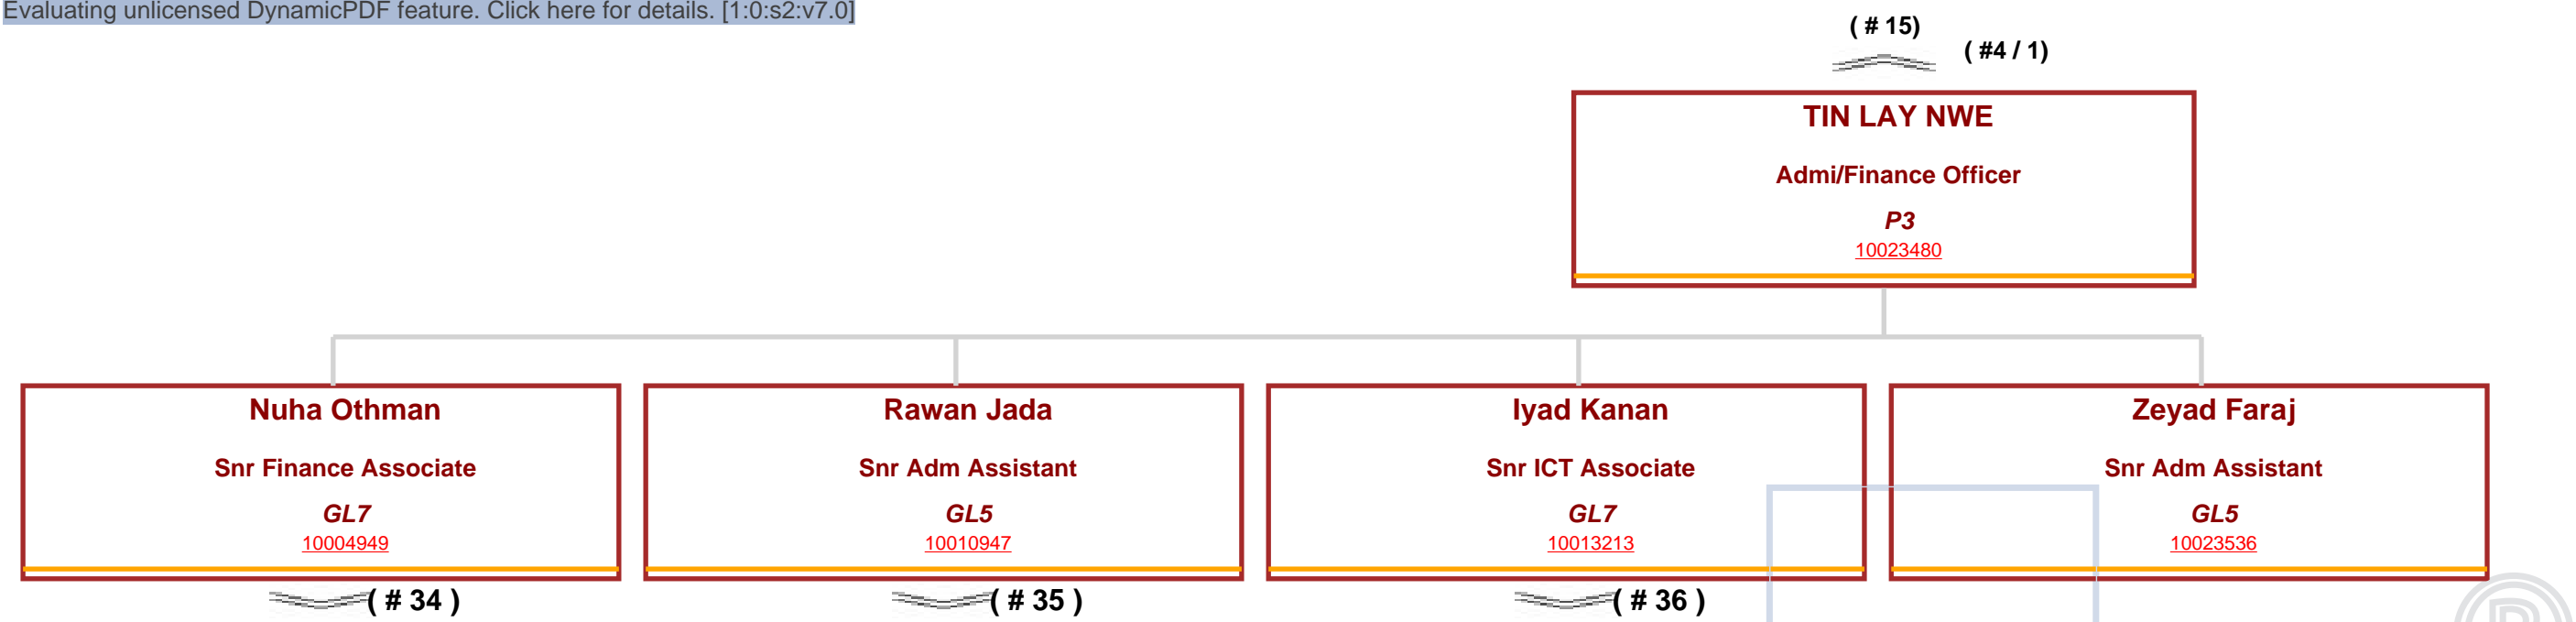 Evaluating unlicensed DynamicPDF feature. Click here for details. [1:0:s2:v7.0]
( # 15)
( #4 / 1)
TIN LAY NWE
Admi/Finance Officer
P3
10023480
Nuha Othman
Snr Finance Associate
GL7
10004949
( # 34 )
Rawan Jada
Snr Adm Assistant
GL5
10010947
( # 35 )
Iyad Kanan
Snr ICT Associate
GL7
10013213
( # 36 )
Zeyad Faraj
Snr Adm Assistant
GL5
10023536